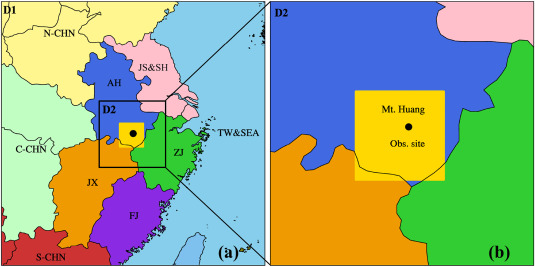 D1
N-CHN
JS&SH
AH
D2
TW&SEA
C-CHN
ZJ
JX
FJ
S-CHN
(a)
D2
Mt. Huang
Obs. site
(b)